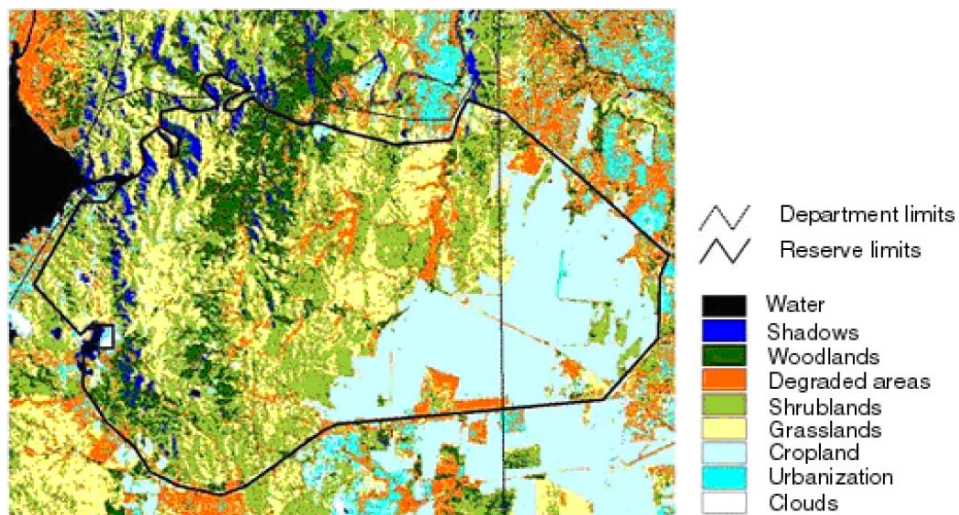 Department limits
Reserve limits
Water
Shadows
Woodlands
Degraded areas
Shrublands
Grasslands
Cropland
Urbanization
Clouds